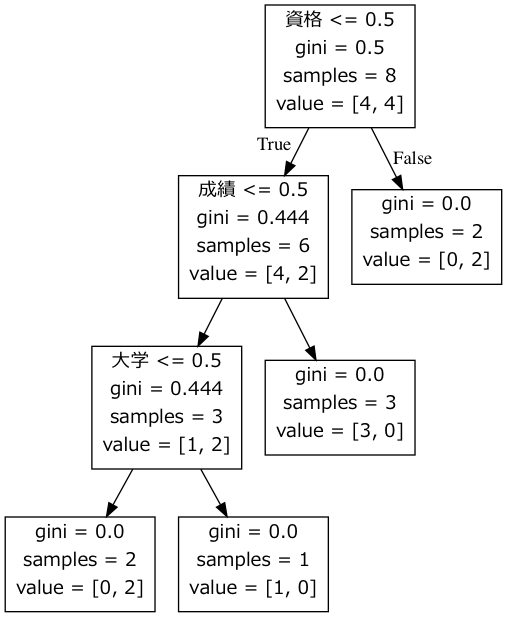 資格 <= 0.5
gini = 0.5
samples = 8
value = [4, 4]
True
False
成績 <= 0.5
gini = 0.444
samples = 6
value = [4, 2]
gini = 0.0
samples = 2
value = [0, 2]
大学 <= 0.5
gini = 0.444
samples = 3
value = [1, 2]
gini = 0.0
samples = 3
value = [3, 0]
gini = 0.0
samples = 2
value = [0, 2]
gini = 0.0
samples = 1
value = [1, 0]